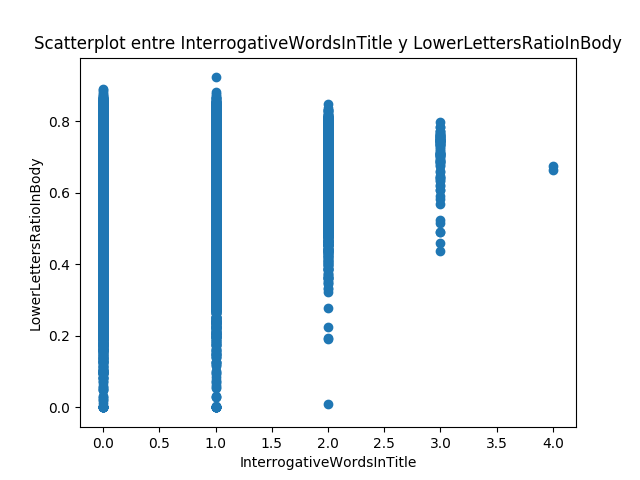 Scatterplot entre InterrogativeWordsInTitle y LowerLettersRatioInBody
LowerLettersRatioInBody
0.8
0.6
0.4
0.2
0.0
0.0 0.5 1.0 1.5 2.0 2.5 3.0 3.5 4.0
InterrogativeWordsInTitle